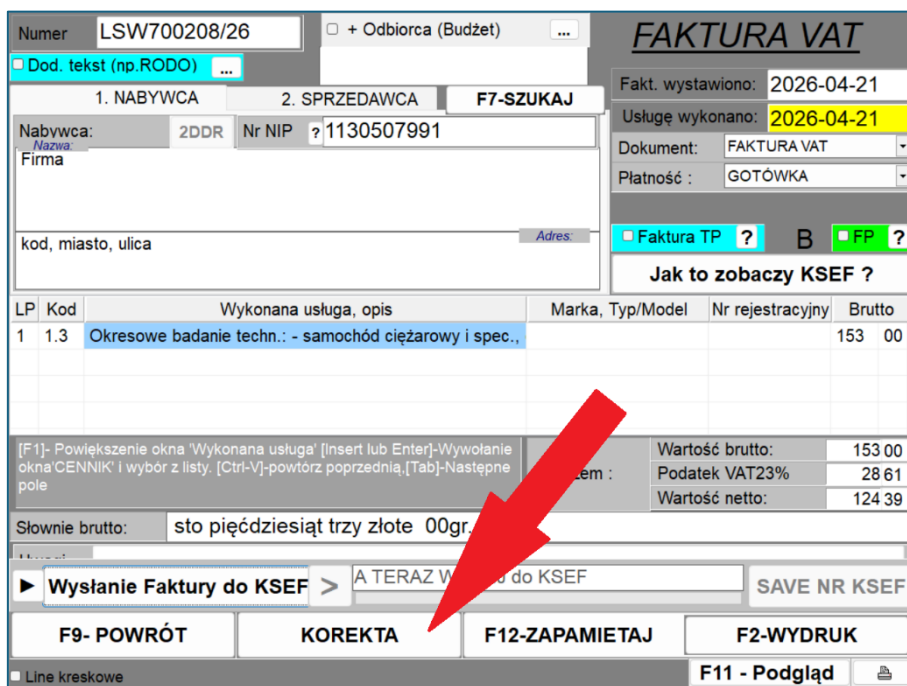 Numer LSW700208/26 + Odbiorca (Budżet) ... FAKTURA VAT
Dod. tekst (np.RODO) ...
Fakt. wystawiono: 2026-04-21
1. NABYWCA 2. SPRZEDAWCA F7-SZUKAJ
Usługę wykonano: 2026-04-21
Nabywca: 2DDR Nr NIP ? 1130507991
Dokument: FAKTURA VAT
Nazwa:
Firma
Płatność : GOTÓWKA
Adres:
kod, miasto, ulica
Faktura TP ? B FP ?
Jak to zobaczy KSEF ?
LP Kod Wykonana usługa, opis Marka, Typ/Model Nr rejestracyjny Brutto
1 1.3 Okresowe badanie techn.: - samochód ciężarowy i spec., 153 00
[F1]- Powiększenie okna 'Wykonana usługa' [Insert lub Enter]-Wywołanie
okna'CENNIK' i wybór z listy. [Ctrl-V]-powtórz poprzednią,[Tab]-Następne
pole
Wartość brutto: 153 00
Podatek VAT23% 28 61
Wartość netto: 124 39
Słownie brutto: sto pięćdziesiąt trzy złote 00gr.
Wysłanie Faktury do KSEF > A TERAZ do KSEF SAVE NR KSEF
F9- POWRÓT KOREKTA F12-ZAPAMIETAJ F2-WYDRUK
Line kreskowe F11 - Podgląd